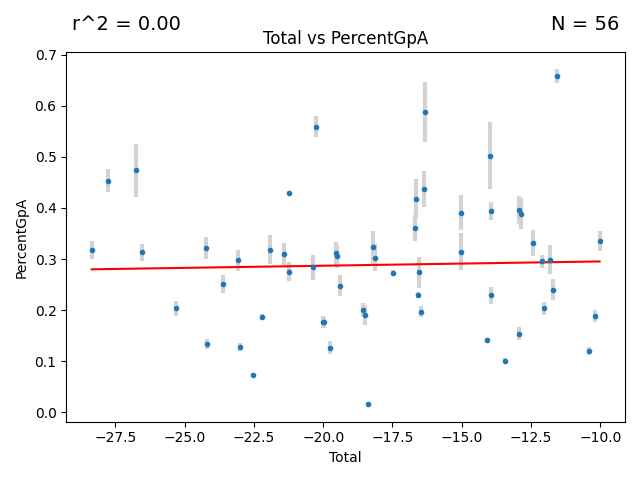 r^2 = 0.00
N = 56
Total vs PercentGpA
0.7
0.6
0.5
0.4
0.3
0.2
0.1
0.0
PercentGpA
−27.5 −25.0 −22.5 −20.0 −17.5 −15.0 −12.5 −10.0
Total